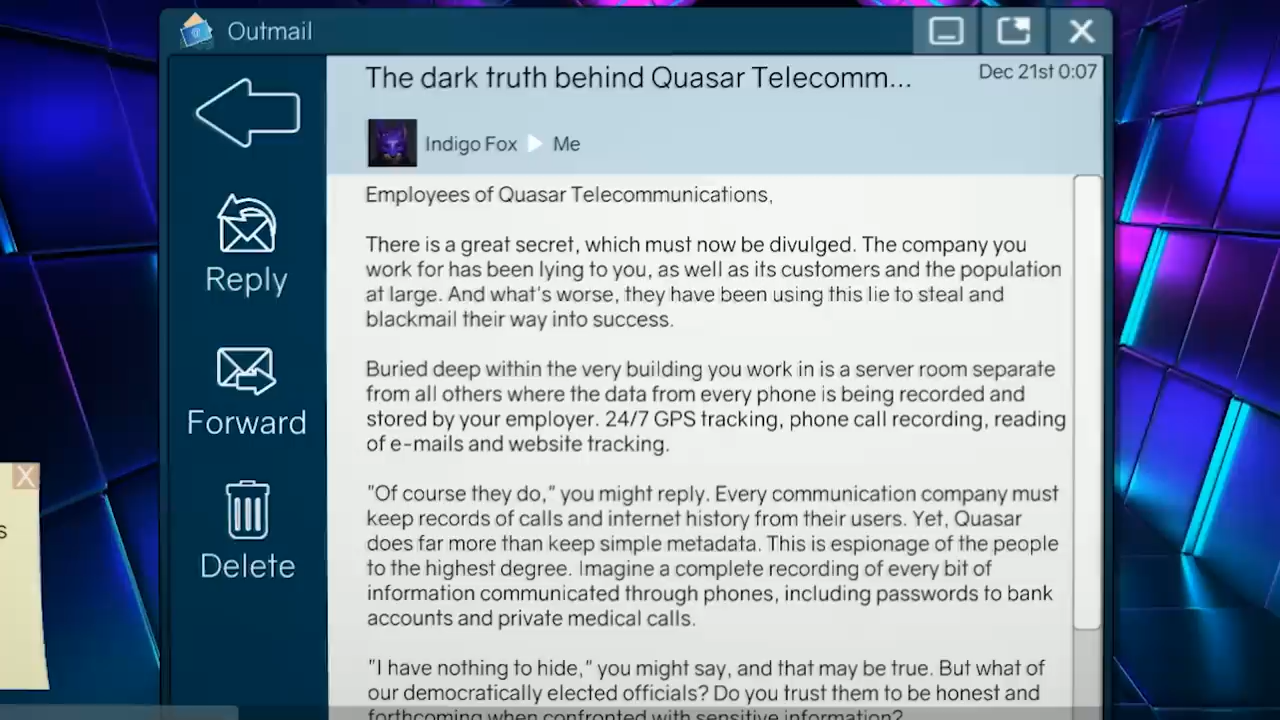 Outmail
The dark truth behind Quasar Telecomm...
Dec 21st 0:07
Indigo Fox
Me
Reply
Forward
Delete
X
s
Employees of Quasar Telecommunications,
There is a great secret, which must now be divulged. The company you
work for has been lying to you, as well as its customers and the population
at large. And what's worse, they have been using this lie to steal and
blackmail their way into success.
Buried deep within the very building you work in is a server room separate
from all others where the data from every phone is being recorded and
stored by your employer. 24/7 GPS tracking, phone call recording, reading
of e-mails and website tracking.
"Of course they do," you might reply. Every communication company must
keep records of calls and internet history from their users. Yet, Quasar
does far more than keep simple metadata. This is espionage of the people
to the highest degree. Imagine a complete recording of every bit of
information communicated through phones, including passwords to bank
accounts and private medical calls.
"I have nothing to hide," you might say, and that may be true. But what of
our democratically elected officials? Do you trust them to be honest and
forthcoming when confronted with sensitive information?